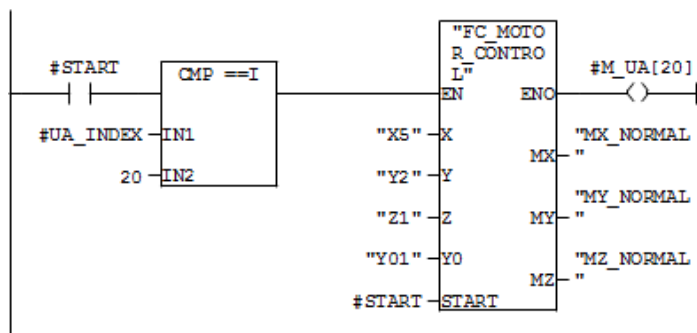 "FC_MOTO
R_CONTRO
L"
#START
CMP ==I
#M_UA[20]
EN ENO
#UA_INDEX IN1
"X5" X
"MX_NORMAL
MX "
20 IN2
"Y2" Y
"MY_NORMAL
"Z1" Z
MY "
"Y01" Y0
"MZ_NORMAL
MZ "
#START START